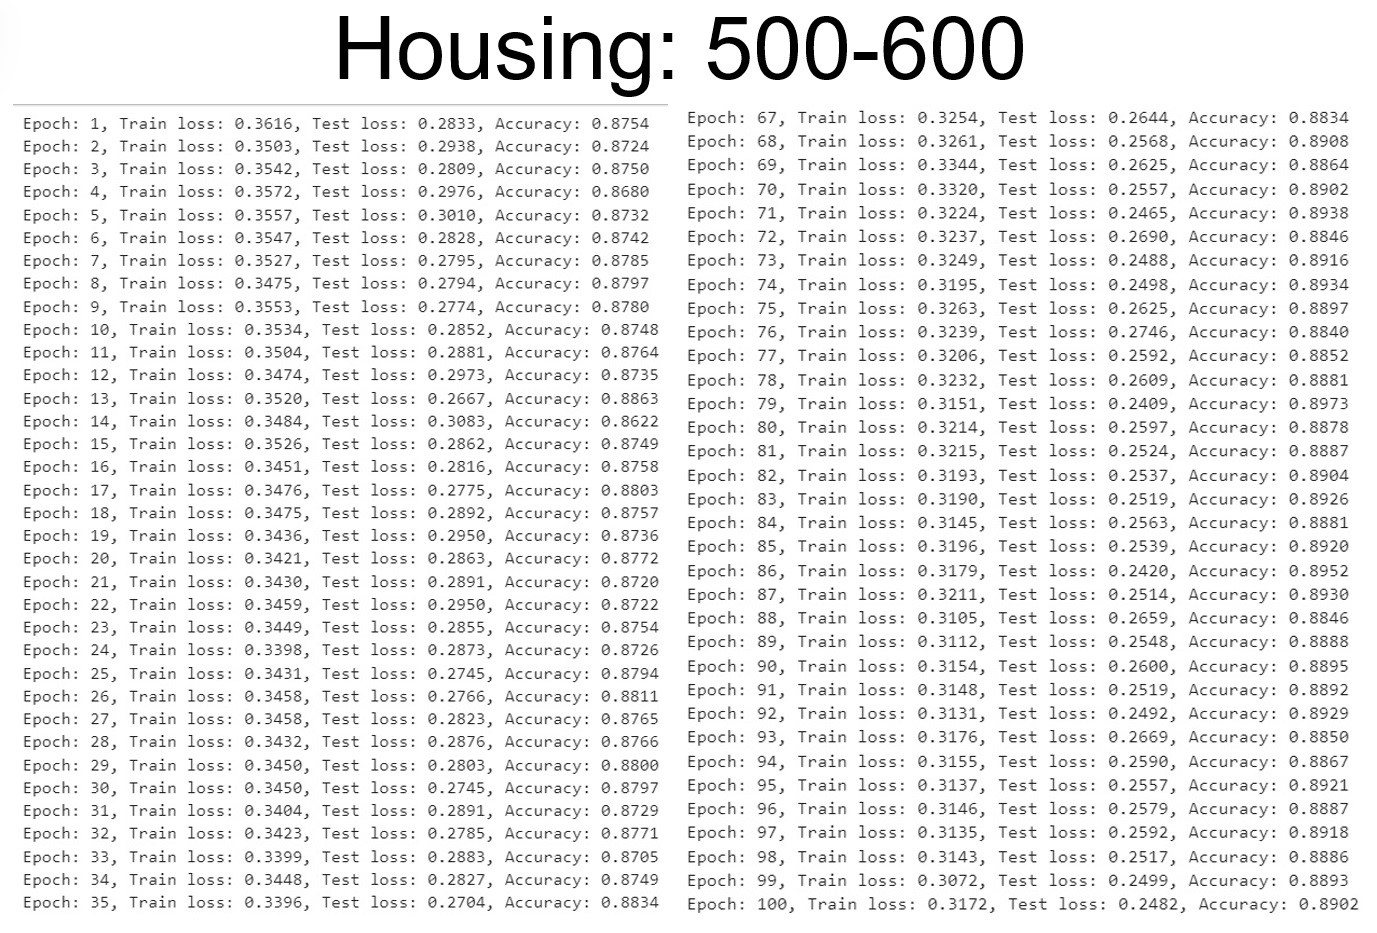 Housing: 500-600
Epoch: 1, Train loss: 0.3616, Test loss: 0.2833, Accuracy: 0.8754
Epoch: 2, Train loss: 0.3503, Test loss: 0.2938, Accuracy: 0.8724
Epoch: 3, Train loss: 0.3542, Test loss: 0.2809, Accuracy: 0.8750
Epoch: 4, Train loss: 0.3572, Test loss: 0.2976, Accuracy: 0.8680
Epoch: 5, Train loss: 0.3557, Test loss: 0.3010, Accuracy: 0.8732
Epoch: 6, Train loss: 0.3547, Test loss: 0.2828, Accuracy: 0.8742
Epoch: 7, Train loss: 0.3527, Test loss: 0.2795, Accuracy: 0.8785
Epoch: 8, Train loss: 0.3475, Test loss: 0.2794, Accuracy: 0.8797
Epoch: 9, Train loss: 0.3553, Test loss: 0.2774, Accuracy: 0.8780
Epoch: 10, Train loss: 0.3534, Test loss: 0.2852, Accuracy: 0.8748
Epoch: 11, Train loss: 0.3504, Test loss: 0.2881, Accuracy: 0.8764
Epoch: 12, Train loss: 0.3474, Test loss: 0.2973, Accuracy: 0.8735
Epoch: 13, Train loss: 0.3520, Test loss: 0.2667, Accuracy: 0.8863
Epoch: 14, Train loss: 0.3484, Test loss: 0.3083, Accuracy: 0.8622
Epoch: 15, Train loss: 0.3526, Test loss: 0.2862, Accuracy: 0.8749
Epoch: 16, Train loss: 0.3451, Test loss: 0.2816, Accuracy: 0.8758
Epoch: 17, Train loss: 0.3476, Test loss: 0.2775, Accuracy: 0.8803
Epoch: 18, Train loss: 0.3475, Test loss: 0.2892, Accuracy: 0.8757
Epoch: 19, Train loss: 0.3436, Test loss: 0.2950, Accuracy: 0.8736
Epoch: 20, Train loss: 0.3421, Test loss: 0.2863, Accuracy: 0.8772
Epoch: 21, Train loss: 0.3430, Test loss: 0.2891, Accuracy: 0.8720
Epoch: 22, Train loss: 0.3459, Test loss: 0.2950, Accuracy: 0.8722
Epoch: 23, Train loss: 0.3449, Test loss: 0.2855, Accuracy: 0.8754
Epoch: 24, Train loss: 0.3398, Test loss: 0.2873, Accuracy: 0.8726
Epoch: 25, Train loss: 0.3431, Test loss: 0.2745, Accuracy: 0.8794
Epoch: 26, Train loss: 0.3458, Test loss: 0.2766, Accuracy: 0.8811
Epoch: 27, Train loss: 0.3458, Test loss: 0.2823, Accuracy: 0.8765
Epoch: 28, Train loss: 0.3432, Test loss: 0.2876, Accuracy: 0.8766
Epoch: 29, Train loss: 0.3450, Test loss: 0.2803, Accuracy: 0.8800
Epoch: 30, Train loss: 0.3450, Test loss: 0.2745, Accuracy: 0.8797
Epoch: 31, Train loss: 0.3404, Test loss: 0.2891, Accuracy: 0.8729
Epoch: 32, Train loss: 0.3423, Test loss: 0.2785, Accuracy: 0.8771
Epoch: 33, Train loss: 0.3399, Test loss: 0.2883, Accuracy: 0.8705
Epoch: 34, Train loss: 0.3448, Test loss: 0.2827, Accuracy: 0.8749
Epoch: 35, Train loss: 0.3396, Test loss: 0.2704, Accuracy: 0.8834
Epoch: 67, Train loss: 0.3254, Test loss: 0.2644, Accuracy: 0.8834
Epoch: 68, Train loss: 0.3261, Test loss: 0.2568, Accuracy: 0.8908
Epoch: 69, Train loss: 0.3344, Test loss: 0.2625, Accuracy: 0.8864
Epoch: 70, Train loss: 0.3320, Test loss: 0.2557, Accuracy: 0.8902
Epoch: 71, Train loss: 0.3224, Test loss: 0.2465, Accuracy: 0.8938
Epoch: 72, Train loss: 0.3237, Test loss: 0.2690, Accuracy: 0.8846
Epoch: 73, Train loss: 0.3249, Test loss: 0.2488, Accuracy: 0.8916
Epoch: 74, Train loss: 0.3195, Test loss: 0.2498, Accuracy: 0.8934
Epoch: 75, Train loss: 0.3263, Test loss: 0.2625, Accuracy: 0.8897
Epoch: 76, Train loss: 0.3239, Test loss: 0.2746, Accuracy: 0.8840
Epoch: 77, Train loss: 0.3206, Test loss: 0.2592, Accuracy: 0.8852
Epoch: 78, Train loss: 0.3232, Test loss: 0.2609, Accuracy: 0.8881
Epoch: 79, Train loss: 0.3151, Test loss: 0.2409, Accuracy: 0.8973
Epoch: 80, Train loss: 0.3214, Test loss: 0.2597, Accuracy: 0.8878
Epoch: 81, Train loss: 0.3215, Test loss: 0.2524, Accuracy: 0.8887
Epoch: 82, Train loss: 0.3193, Test loss: 0.2537, Accuracy: 0.8904
Epoch: 83, Train loss: 0.3190, Test loss: 0.2519, Accuracy: 0.8926
Epoch: 84, Train loss: 0.3145, Test loss: 0.2563, Accuracy: 0.8881
Epoch: 85, Train loss: 0.3196, Test loss: 0.2539, Accuracy: 0.8920
Epoch: 86, Train loss: 0.3179, Test loss: 0.2420, Accuracy: 0.8952
Epoch: 87, Train loss: 0.3211, Test loss: 0.2514, Accuracy: 0.8930
Epoch: 88, Train loss: 0.3105, Test loss: 0.2659, Accuracy: 0.8846
Epoch: 89, Train loss: 0.3112, Test loss: 0.2548, Accuracy: 0.8888
Epoch: 90, Train loss: 0.3154, Test loss: 0.2600, Accuracy: 0.8895
Epoch: 91, Train loss: 0.3148, Test loss: 0.2519, Accuracy: 0.8892
Epoch: 92, Train loss: 0.3131, Test loss: 0.2492, Accuracy: 0.8929
Epoch: 93, Train loss: 0.3176, Test loss: 0.2669, Accuracy: 0.8850
Epoch: 94, Train loss: 0.3155, Test loss: 0.2590, Accuracy: 0.8867
Epoch: 95, Train loss: 0.3137, Test loss: 0.2557, Accuracy: 0.8921
Epoch: 96, Train loss: 0.3146, Test loss: 0.2579, Accuracy: 0.8887
Epoch: 97, Train loss: 0.3135, Test loss: 0.2592, Accuracy: 0.8918
Epoch: 98, Train loss: 0.3143, Test loss: 0.2517, Accuracy: 0.8886
Epoch: 99, Train loss: 0.3072, Test loss: 0.2499, Accuracy: 0.8893
Epoch: 100, Train loss: 0.3172, Test loss: 0.2482, Accuracy: 0.8902